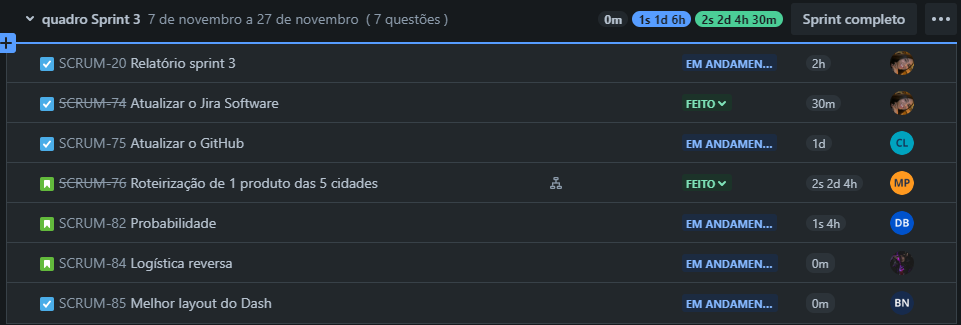 quadro Sprint 3 7 de novembro a 27 de novembro ( 7 questões ) 0m 1s 1d 6h 2s 2d 4h 30m Sprint completo
SCRUM-20 Relatório sprint 3 EM ANDAMEN... 2h
SCRUM-74 Atualizar o Jira Software FEITO 30m
SCRUM-75 Atualizar o GitHub EM ANDAMEN... 1d CL
SCRUM-76 Roteirização de 1 produto das 5 cidades FEITO 2s 2d 4h MP
SCRUM-82 Probabilidade EM ANDAMEN... 1s 4h DB
SCRUM-84 Logística reversa EM ANDAMEN... 0m
SCRUM-85 Melhor layout do Dash EM ANDAMEN... 0m BN